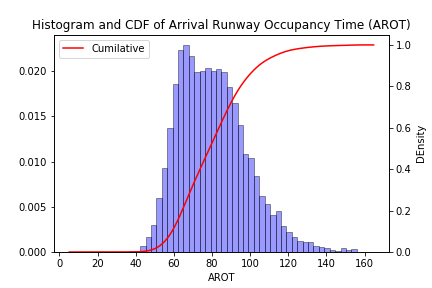 Histogram and CDF of Arrival Runway Occupancy Time (AROT)
Cumilative
0.020
0.015
0.010
0.005
0.000
1.0
0.8
0.6
0.4
0.2
0.0
DEnsity
0 20 40 60 80 100 120 140 160
AROT